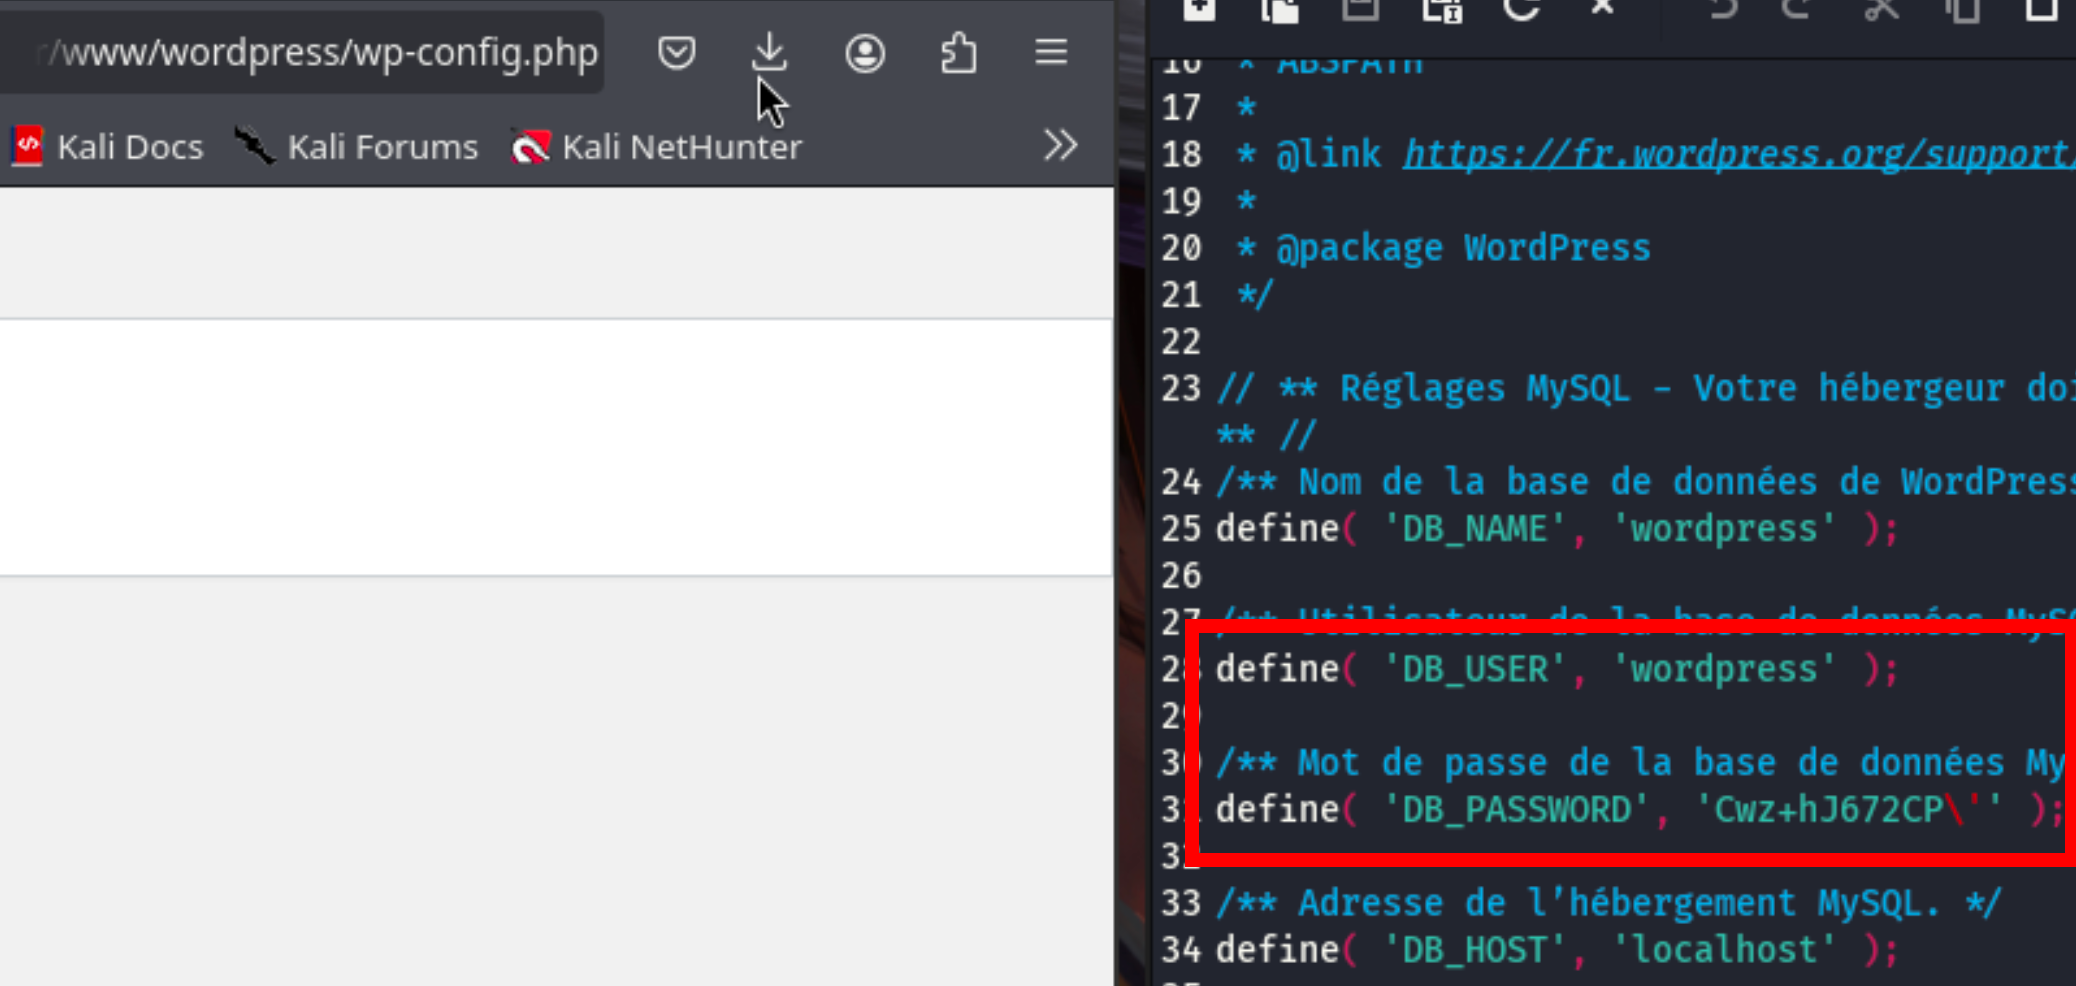 /www/wordpress/wp-config.php
Kali Docs Kali Forums Kali NetHunter
16 * ABSPATH
17 *
18 * @link https://fr.wordpress.org/support/
19 *
20 * @package WordPress
21 */
22
23 // ** Réglages MySQL - Votre hébergeur doi
** //
24 /** Nom de la base de données de WordPress
25 define( 'DB_NAME', 'wordpress' );
26
27 /** Utilisateur de la base de données MyS
28 define( 'DB_USER', 'wordpress' );
29
30 /** Mot de passe de la base de données My
31 define( 'DB_PASSWORD', 'Cwz+hJ672CP\'' );
32
33 /** Adresse de l’hébergement MySQL. */
34 define( 'DB_HOST', 'localhost' );